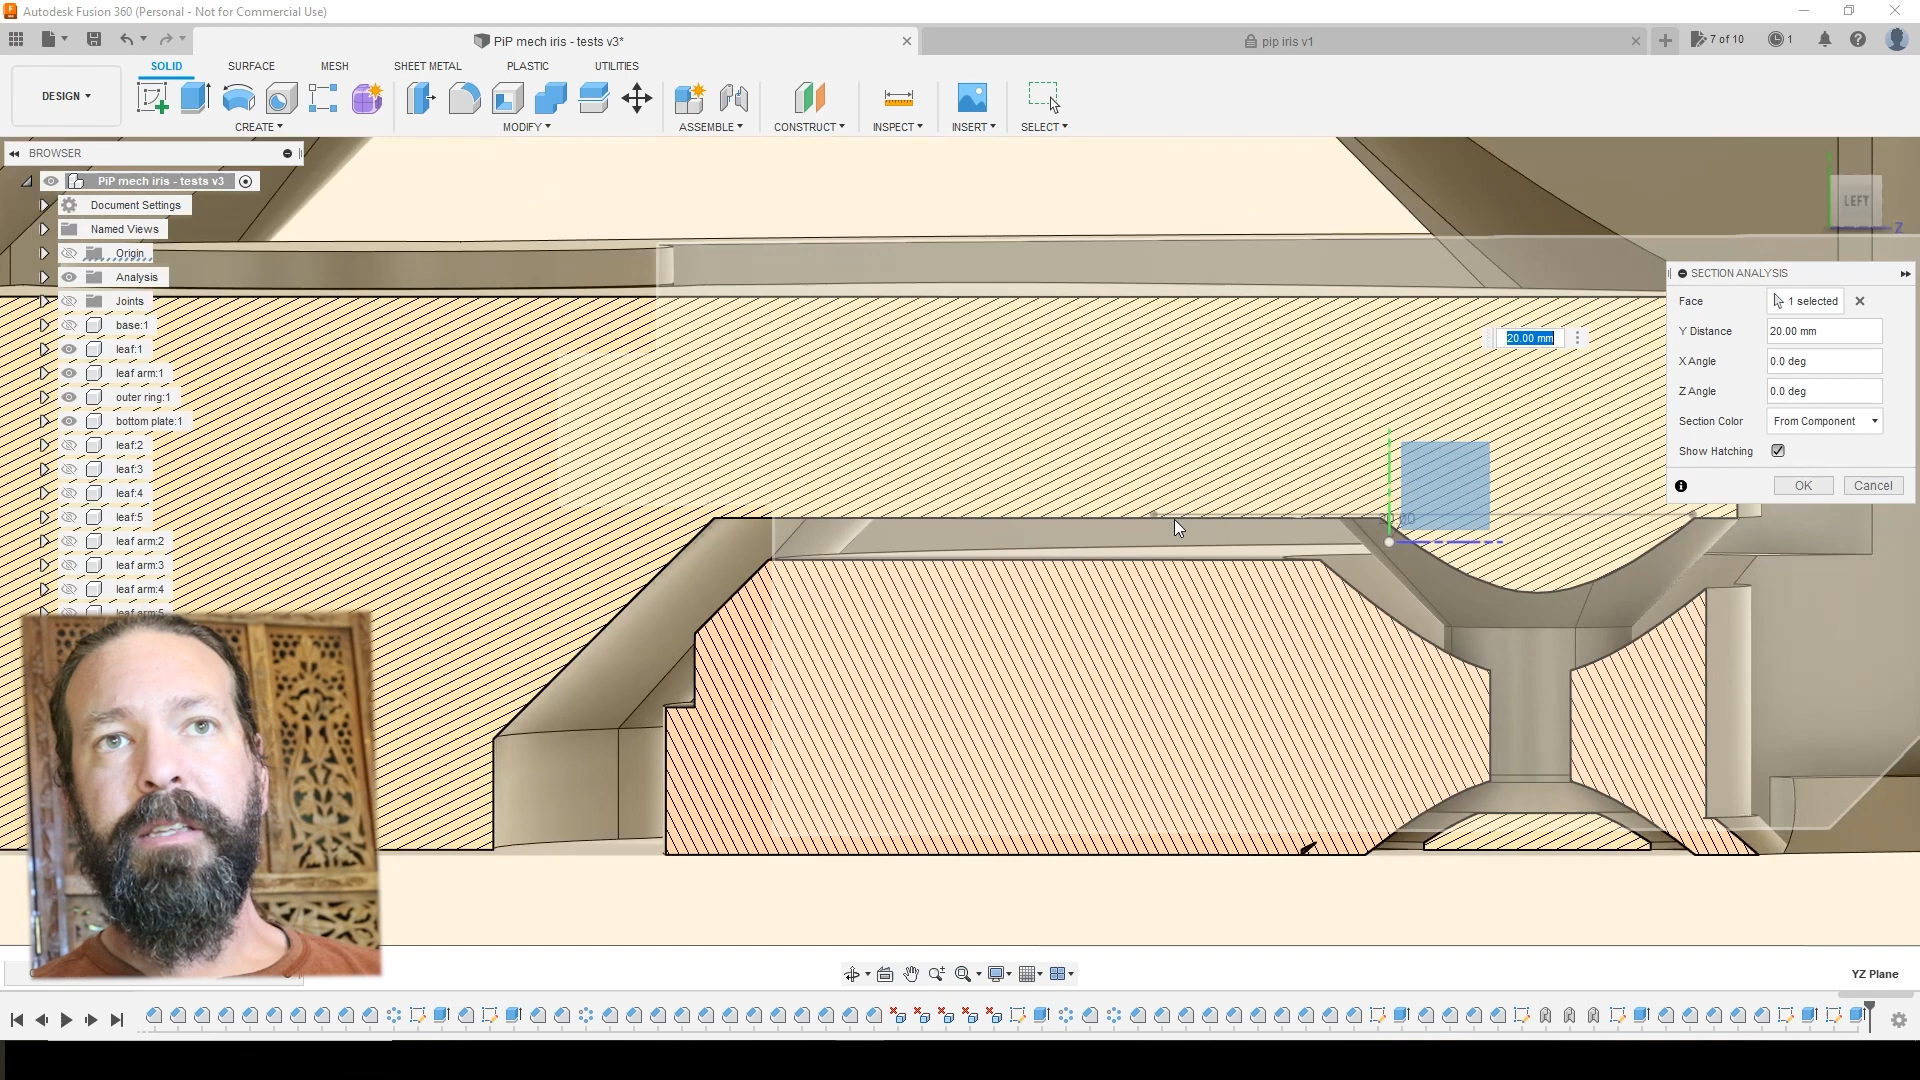 Autodesk Fusion 360 (Personal - Not for Commercial Use)
PiP mech iris - tests v3*
pip iris v1
7 of 10
1
DESIGN
SOLID
SURFACE
MESH
SHEET METAL
PLASTIC
UTILITIES
CREATE
MODIFY
ASSEMBLE
CONSTRUCT
INSPECT
INSERT
SELECT
BROWSER
PiP mech iris - tests v3
Document Settings
Named Views
Origin
Analysis
Joints
base:1
leaf:1
leaf arm:1
outer ring:1
bottom plate:1
leaf:2
leaf:3
leaf:4
leaf:5
leaf arm:2
leaf arm:3
leaf arm:4
leaf arm:5
LEFT
Z
SECTION ANALYSIS
Face
1 selected
Y Distance
20.00 mm
X Angle
0.0 deg
Z Angle
0.0 deg
Section Color
From Component
Show Hatching
OK
Cancel
20.00 mm
YZ Plane